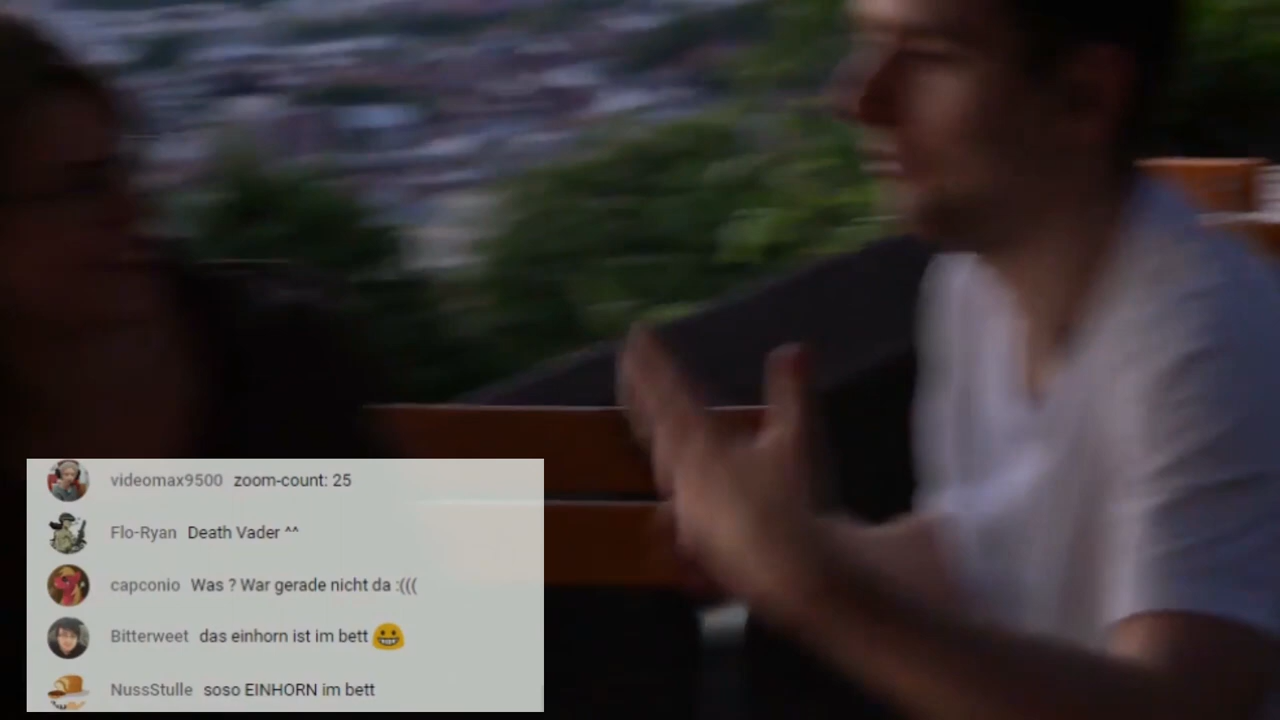 videomax9500 zoom-count: 25
Flo-Ryan Death Vader ^^
capconio Was ? War gerade nicht da :(((
Bitterweet das einhorn ist im bett 😀
NussStulle soso EINHORN im bett